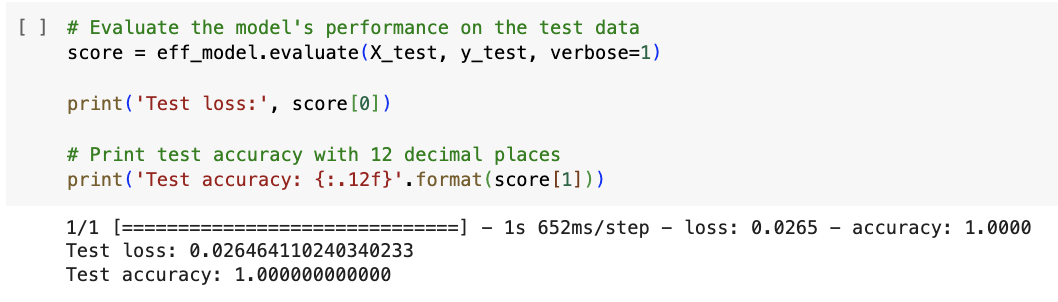 [ ] # Evaluate the model's performance on the test data
score = eff_model.evaluate(X_test, y_test, verbose=1)
print('Test loss:', score[0])
# Print test accuracy with 12 decimal places
print('Test accuracy: {:.12f}'.format(score[1]))
1/1 [==============================] - 1s 652ms/step - loss: 0.0265 - accuracy: 1.0000
Test loss: 0.026464110240340233
Test accuracy: 1.000000000000